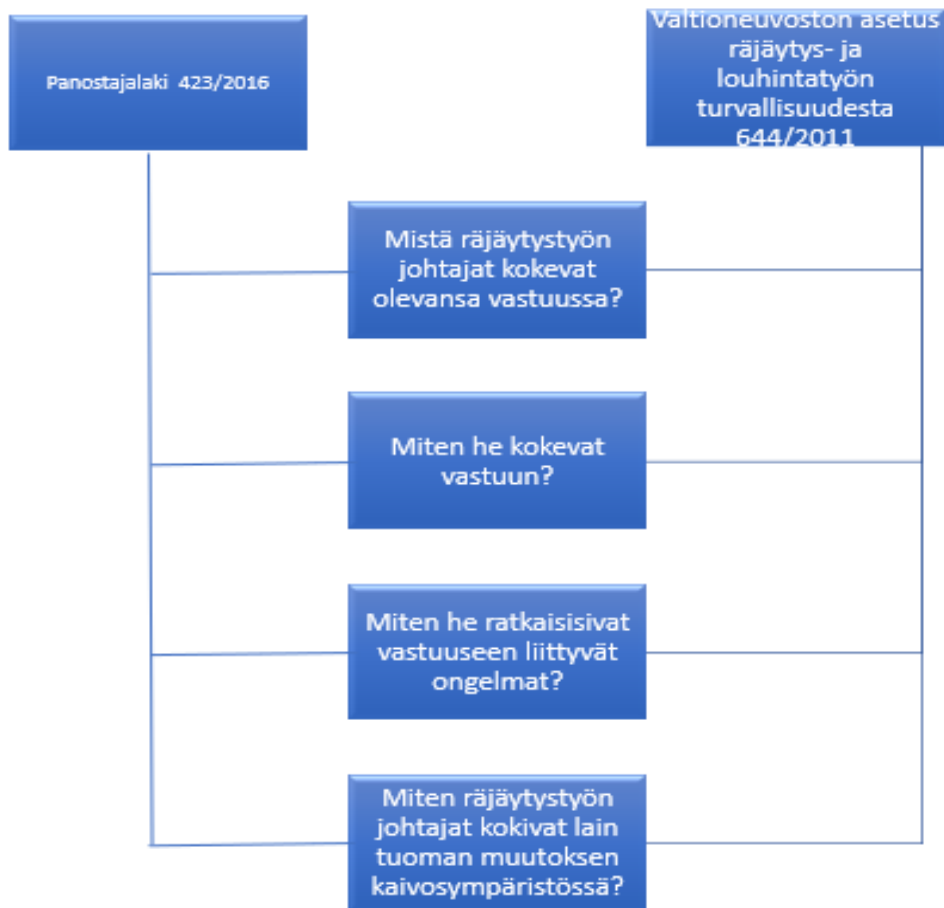 Panostajalaki 423/2016
Valtioneuvoston asetus
räjäytys- ja
louhintatyön
turvallisuudesta
644/2011
Mistä räjäytystyön
johtajat kokevat
olevansa vastuussa?
Miten he kokevat
vastuun?
Miten he ratkaisisivat
vastuuseen liittyvät
ongelmat?
Miten räjäytystyön
johtajat kokivat lain
tuoman muutoksen
kaivosympäristössä?